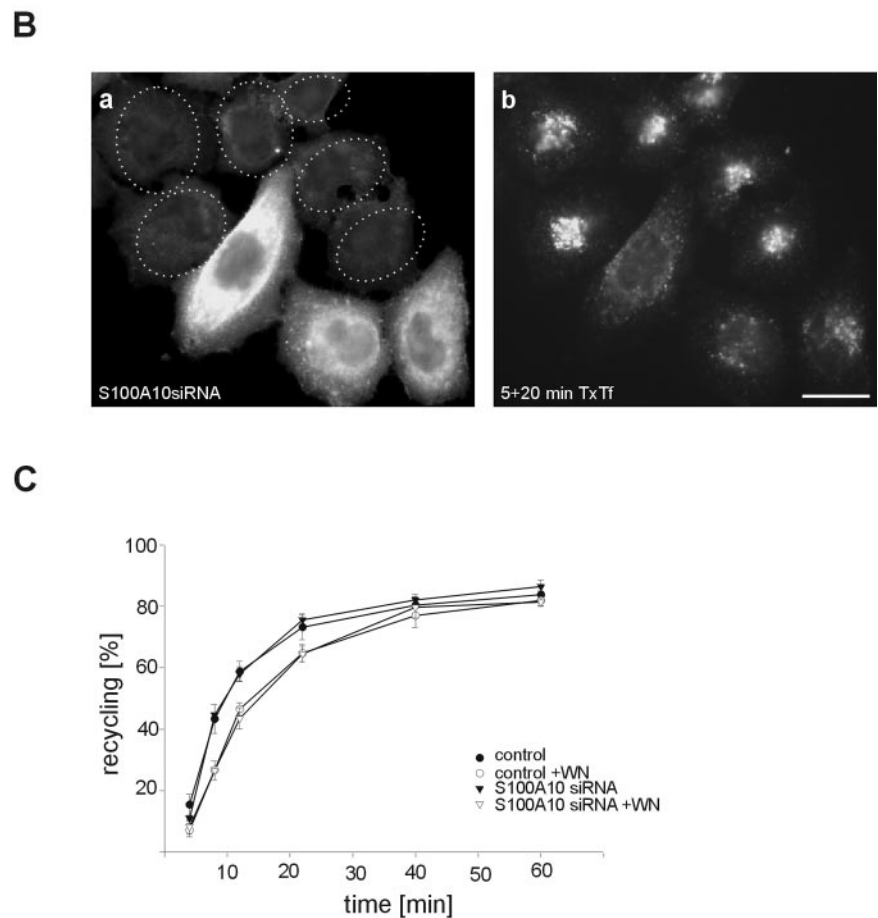 B
a
b
S100A10siRNA
5+20 min TxTf
C
100
80
60
40
20
recycling [%]
10
20
30
40
50
60
time [min]
control
control +WN
S100A10 siRNA
S100A10 siRNA +WN